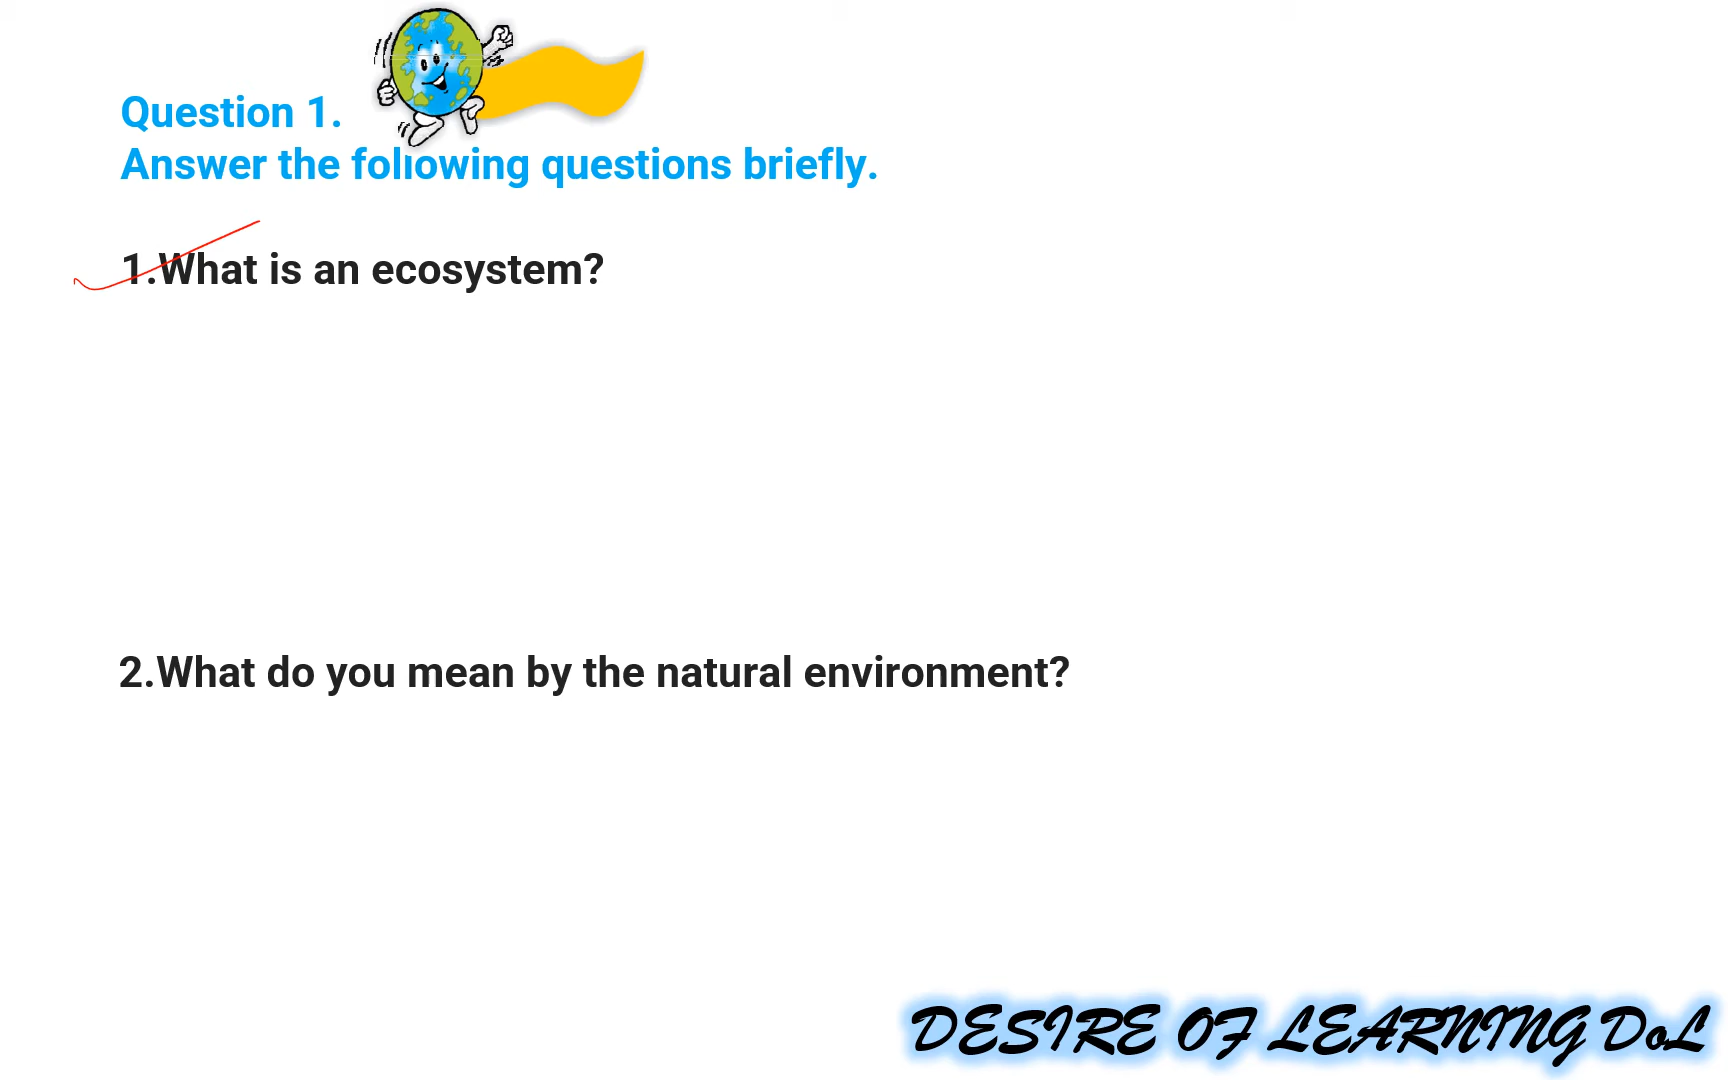 Question 1.
Answer the following questions briefly.
1.What is an ecosystem?
2.What do you mean by the natural environment?
DESIRE OF LEARNING DoL